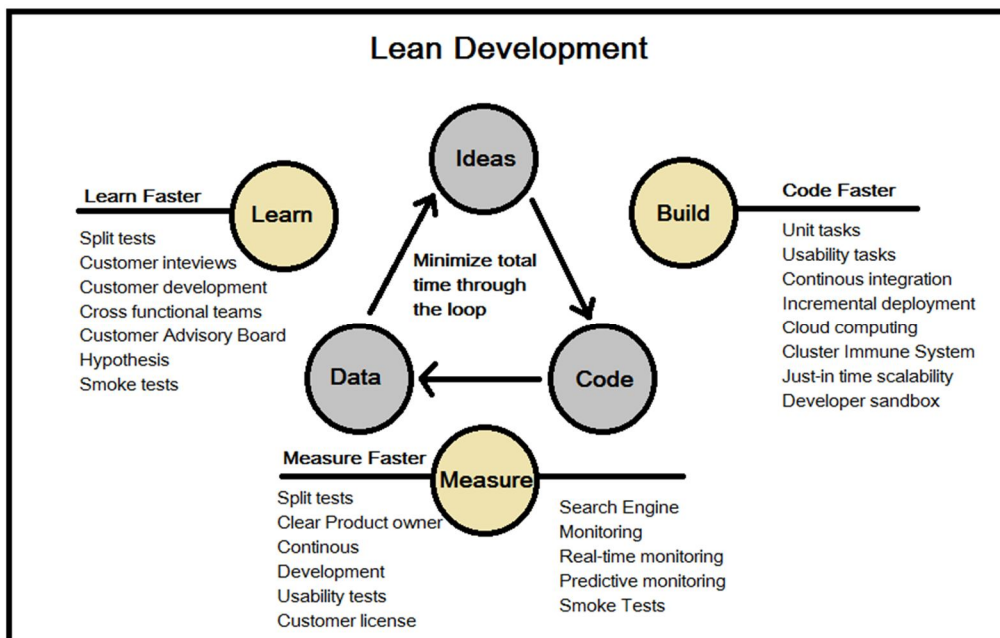 Lean Development
Ideas
Learn Faster
Learn
Split tests
Customer inteviews
Customer development
Cross functional teams
Customer Advisory Board
Hypothesis
Smoke tests
Minimize total
time through
the loop
Build
Code Faster
Unit tasks
Usability tasks
Continous integration
Incremental deployment
Cloud computing
Cluster Immune System
Just-in time scalability
Developer sandbox
Data
Code
Measure Faster
Measure
Split tests
Clear Product owner
Continous
Development
Usability tests
Customer license
Search Engine
Monitoring
Real-time monitoring
Predictive monitoring
Smoke Tests